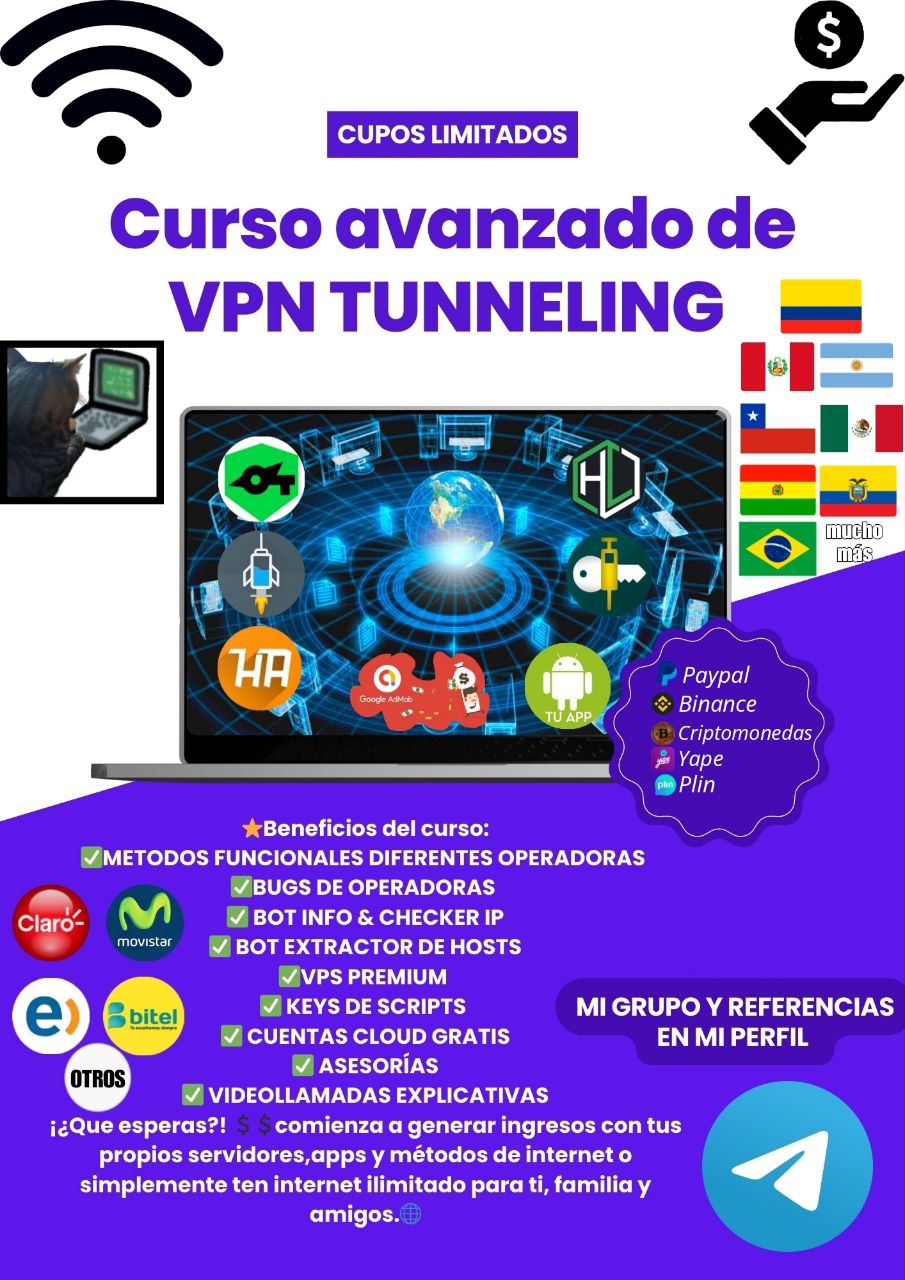 $
CUPOS LIMITADOS
Curso avanzado de
VPN TUNNELING
mucho
más
HA
Google AdMob
$
TU APP
Paypal
Binance
Criptomonedas
Yape
plin Plin
⭐Beneficios del curso:
✅METODOS FUNCIONALES DIFERENTES OPERADORAS
✅BUGS DE OPERADORAS
✅ BOT INFO & CHECKER IP
✅ BOT EXTRACTOR DE HOSTS
✅VPS PREMIUM
✅ KEYS DE SCRIPTS
✅ CUENTAS CLOUD GRATIS
✅ ASESORÍAS
✅ VIDEOLLAMADAS EXPLICATIVAS
¡¿Que esperas?! 💲💲comienza a generar ingresos con tus
propios servidores,apps y métodos de internet o
simplemente ten internet ilimitado para ti, familia y
amigos.🌐
Claro
movistar
e)
bitel
OTROS
MI GRUPO Y REFERENCIAS
EN MI PERFIL